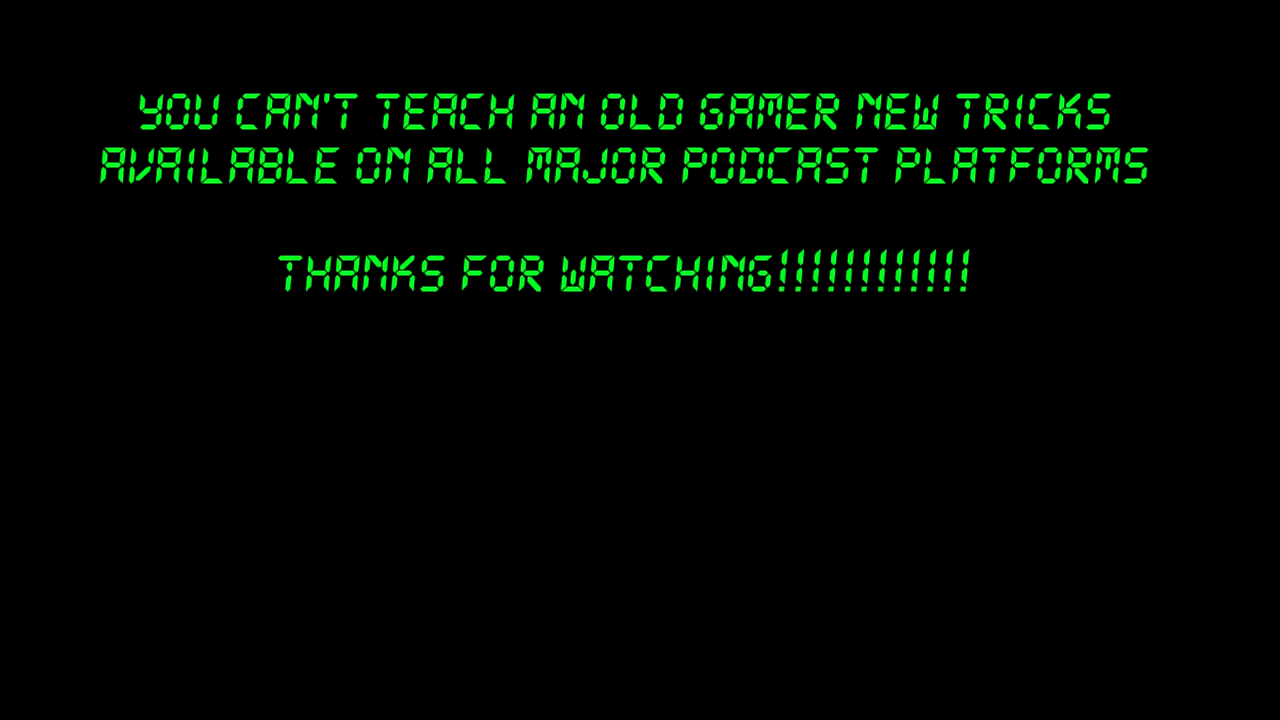 YOU CAN'T TEACH AN OLD GAMER NEW TRICKS
AVAILABLE ON ALL MAJOR PODCAST PLATFORMS
THANKS FOR WATCHING!!!!!!!!!!!!